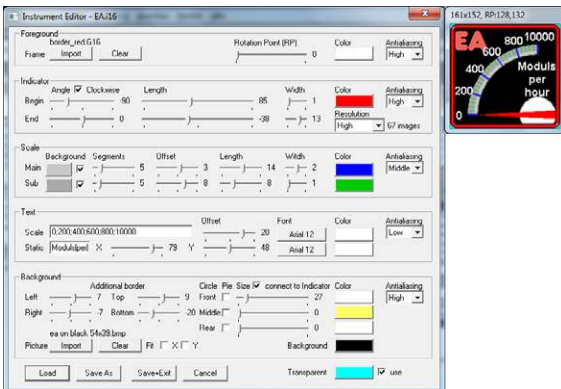 Instrument Editor - EAi16
161x152, RP:128,132
Foreground
border_red.G16
Rotation Point (RP) Color Antialiasing
Frame Import Clear 0 High
Indicator
Angle Clockwise Length Width Color Antialiasing
Begin -90 85 1 High
Resolution
End 0 -38 13 High 67 images
Scale
Background Segments Offset Length Witdh Color Antialiasing
Main 5 3 14 2 Middle
Sub 5 8 8 1
Text
Offset Font Color Antialiasing
Scale 0;200;400;600;800;10000 20 Arial 12 Low
Static Moduls|per| X 79 Y 48 Arial 12
Background
Additional border Circle Pie Size connect to Indicator Color Antialiasing
Left 7 Top 9 Front 27 High
Right -7 Bottom -20 Middle 0
Rear 0
ea on black 54x39.bmp
Picture Import Clear Fit X Y Background
Load Save As Save+Exit Cancel Transparent use
EA
0
200
400
600
800
10000
Moduls
per
hour